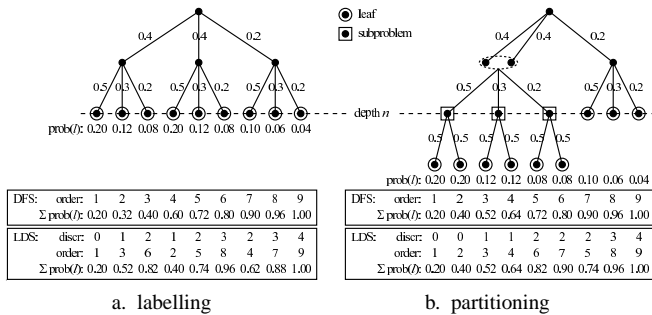 0.4 0.4 0.2
0.5 0.3 0.2 0.5 0.3 0.2 0.5 0.3 0.2
prob(l): 0.20 0.12 0.08 0.20 0.12 0.08 0.10 0.06 0.04
DFS: order: 1 2 3 4 5 6 7 8 9
Σ prob(l): 0.20 0.32 0.40 0.60 0.72 0.80 0.90 0.96 1.00
LDS: discr: 0 1 2 1 2 3 2 3 4
order: 1 3 6 2 5 8 4 7 9
Σ prob(l): 0.20 0.52 0.82 0.40 0.74 0.96 0.62 0.88 1.00
a. labelling
leaf
subproblem
depth n
0.4 0.4 0.2
0.5 0.3 0.2 0.5 0.3 0.2
0.5 0.5 0.5 0.5 0.5 0.5
prob(l): 0.20 0.20 0.12 0.12 0.08 0.08 0.10 0.06 0.04
DFS: order: 1 2 3 4 5 6 7 8 9
Σ prob(l): 0.20 0.40 0.52 0.64 0.72 0.80 0.90 0.96 1.00
LDS: discr: 0 0 1 1 2 2 2 3 4
order: 1 2 3 4 6 7 5 8 9
Σ prob(l): 0.20 0.40 0.52 0.64 0.82 0.90 0.74 0.96 1.00
b. partitioning